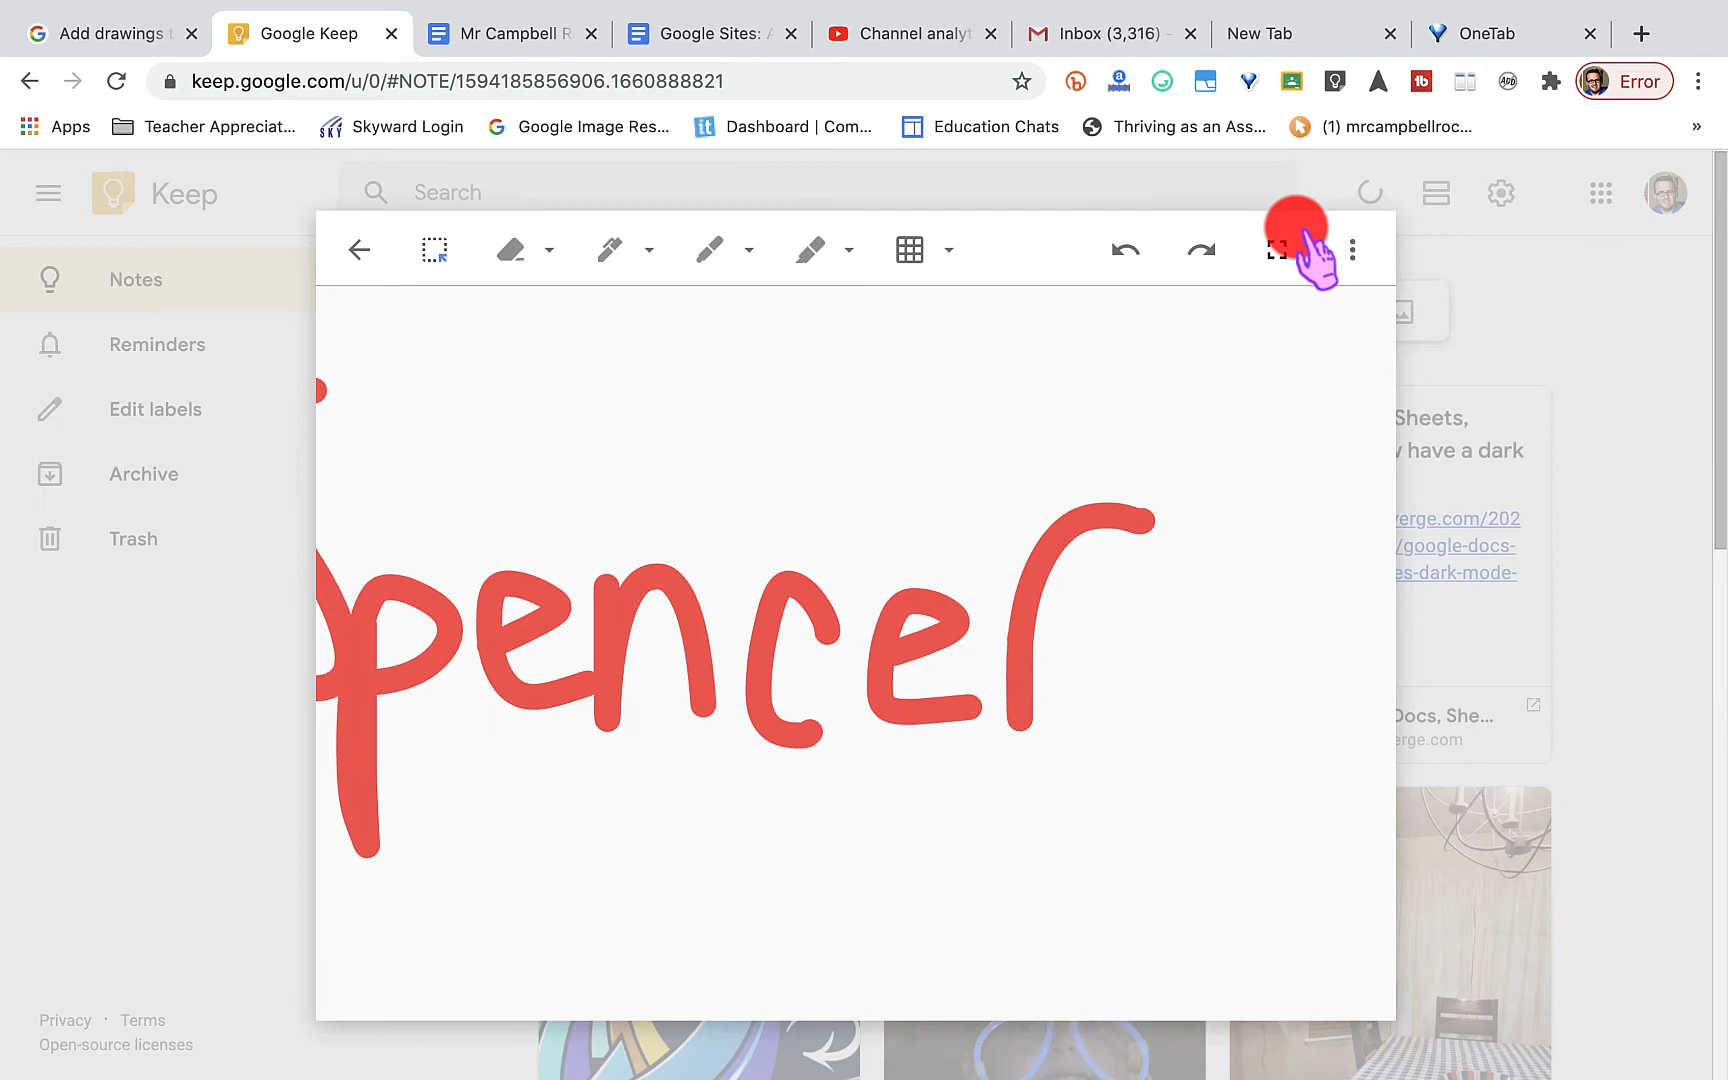 Add drawings t
Google Keep
Mr Campbell R
Google Sites: A
Channel analyt
Inbox (3,316) -
New Tab
OneTab
keep.google.com/u/0/#NOTE/1594185856906.1660888821
Error
Apps
Teacher Appreciat...
Skyward Login
Google Image Res...
Dashboard | Com...
Education Chats
Thriving as an Ass...
(1) mrcampbellroc...
»
Keep
Search
Notes
Reminders
Edit labels
Archive
Trash
pencer
Sheets,
w have a dark
verge.com/202
/google-docs-
es-dark-mode-
Docs, She...
erge.com
Privacy · Terms
Open-source licenses